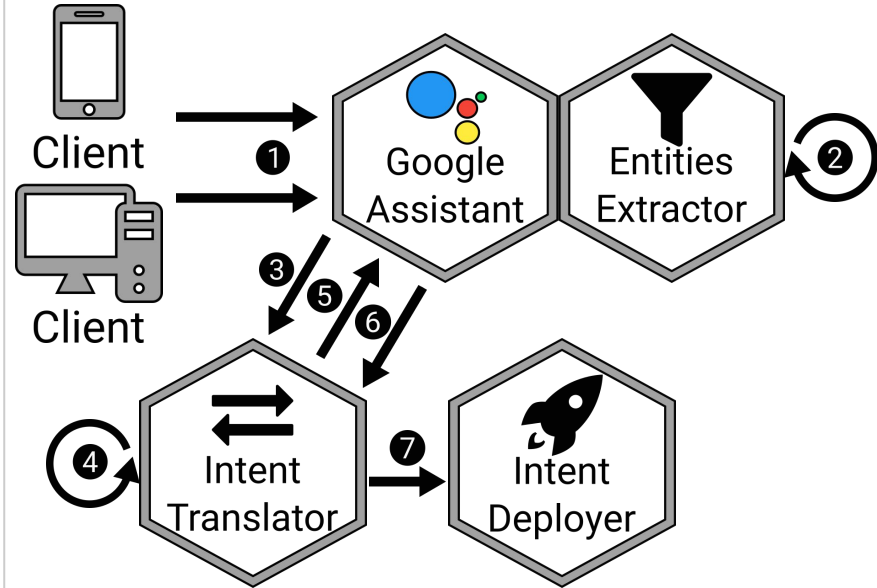 Client
Client
1
Google
Assistant
Entities
Extractor
2
3
5
6
4
Intent
Translator
7
Intent
Deployer